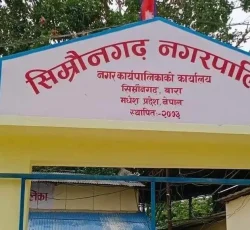 सिम्रौनगढ नगरपालि
नगर कार्यपालिकाको कार्यालय
सिम्रौनगढ, बारा
मधेश प्रदेश, नेपाल
स्थापित-२०७३